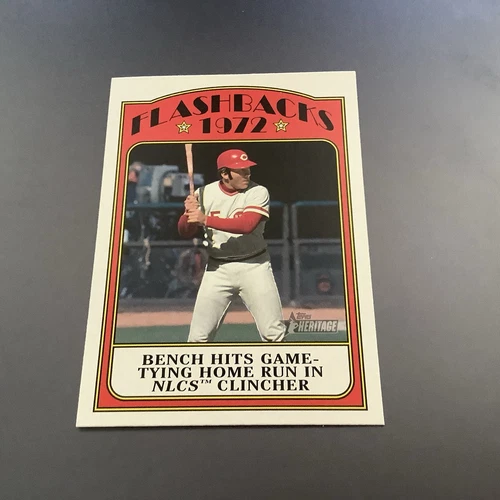 FLASHBACKS
1972
C
Topps
HERITAGE
BENCH HITS GAME-
TYING HOME RUN IN
NLCS™ CLINCHER